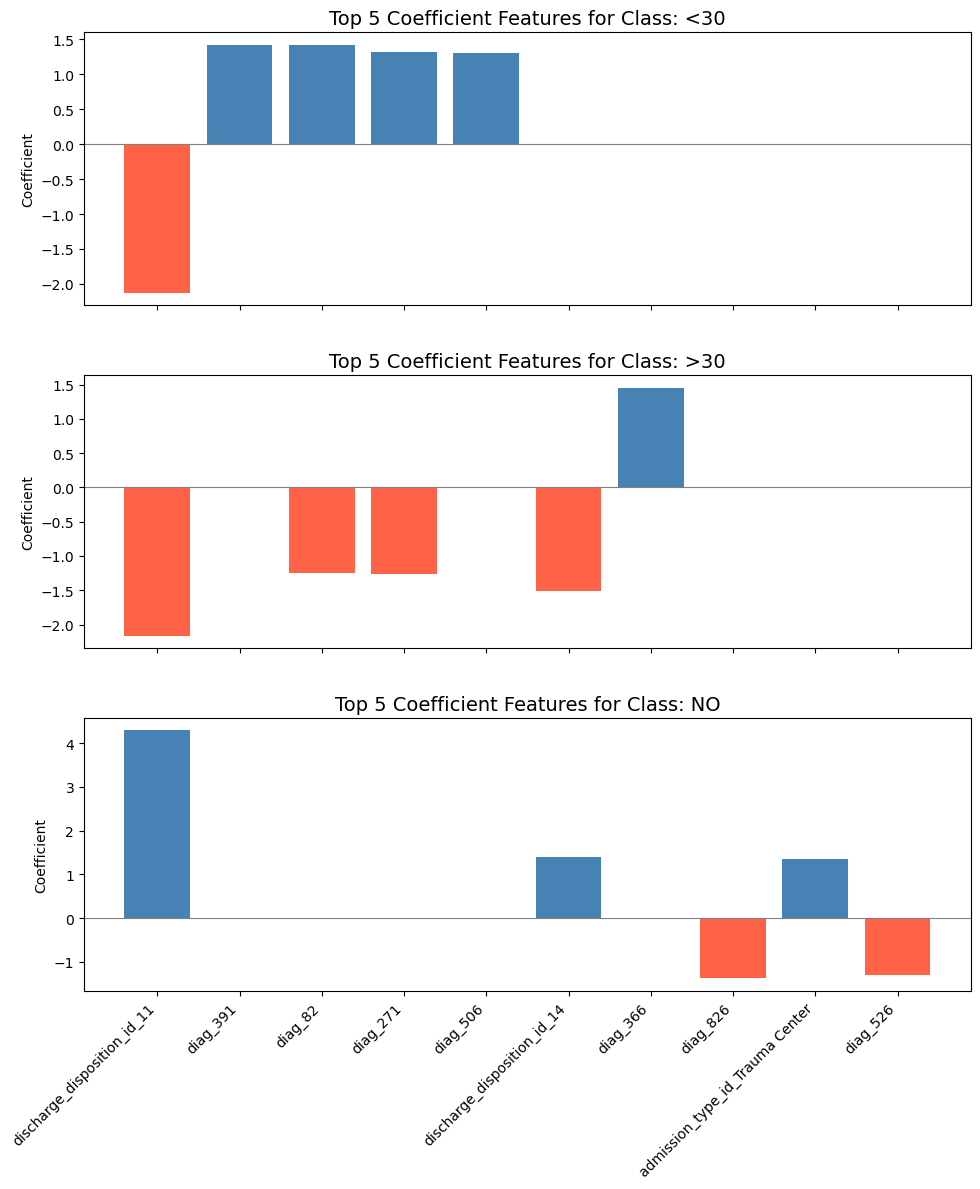 Top 5 Coefficient Features for Class: <30
1.5
1.0
0.5
0.0
−0.5
−1.0
−1.5
−2.0
Coefficient
Top 5 Coefficient Features for Class: >30
1.5
1.0
0.5
0.0
−0.5
−1.0
−1.5
−2.0
Coefficient
Top 5 Coefficient Features for Class: NO
4
3
2
1
0
−1
Coefficient
discharge_disposition_id_11
diag_391
diag_82
diag_271
diag_506
discharge_disposition_id_14
diag_366
diag_826
admission_type_id_Trauma Center
diag_526